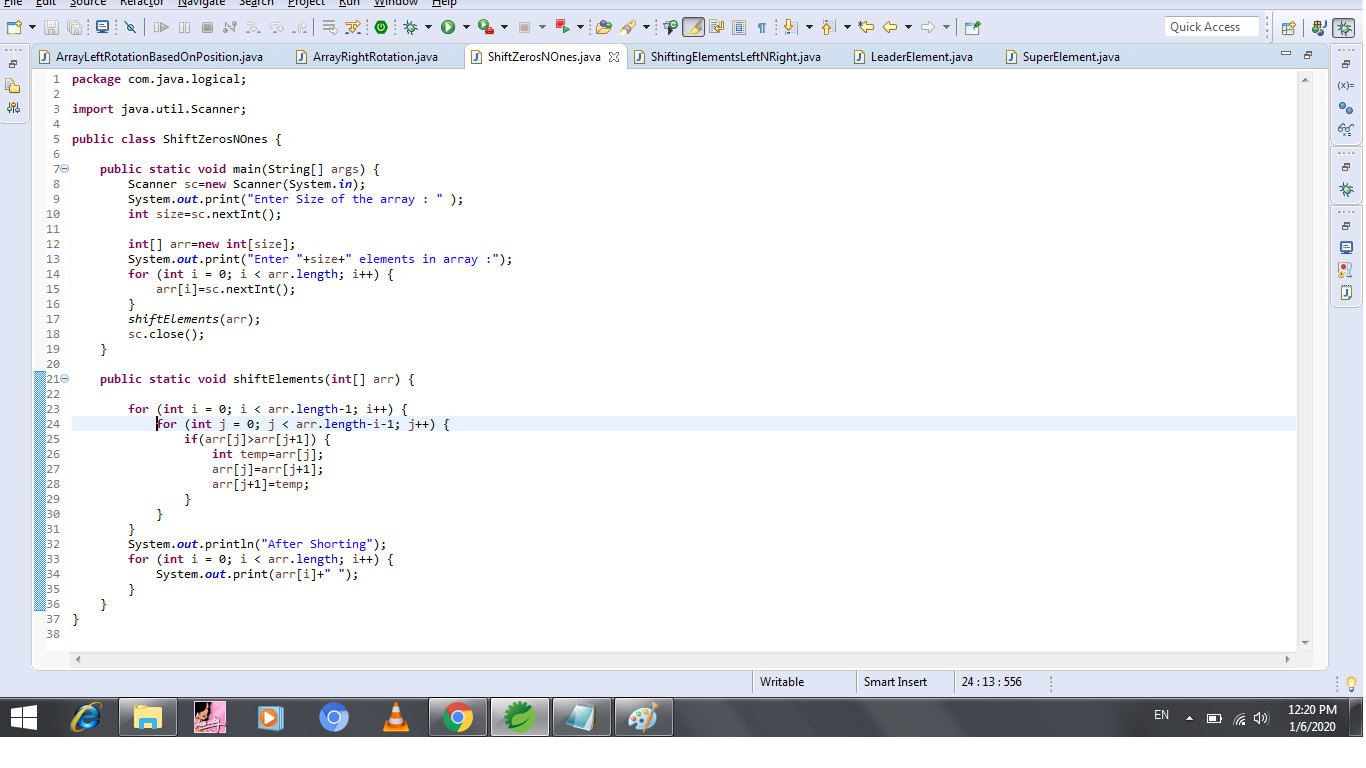 File Edit Source Refactor Navigate Search Project Run Window Help
Quick Access
ArrayLeftRotationBasedOnPosition.java ArrayRightRotation.java ShiftZerosNOnes.java ShiftingElementsLeftNRight.java LeaderElement.java SuperElement.java
1 package com.java.logical;
2
3 import java.util.Scanner;
4
5 public class ShiftZerosNOnes {
6
7 public static void main(String[] args) {
8 Scanner sc=new Scanner(System.in);
9 System.out.print("Enter Size of the array : " );
10 int size=sc.nextInt();
11
12 int[] arr=new int[size];
13 System.out.print("Enter "+size+" elements in array :");
14 for (int i = 0; i < arr.length; i++) {
15 arr[i]=sc.nextInt();
16 }
17 shiftElements(arr);
18 sc.close();
19 }
20
21 public static void shiftElements(int[] arr) {
22
23 for (int i = 0; i < arr.length-1; i++) {
24 for (int j = 0; j < arr.length-i-1; j++) {
25 if(arr[j]>arr[j+1]) {
26 int temp=arr[j];
27 arr[j]=arr[j+1];
28 arr[j+1]=temp;
29 }
30 }
31 }
32 System.out.println("After Shorting");
33 for (int i = 0; i < arr.length; i++) {
34 System.out.print(arr[i]+" ");
35 }
36 }
37 }
38
Writable Smart Insert 24 : 13 : 556
EN 12:20 PM
1/6/2020